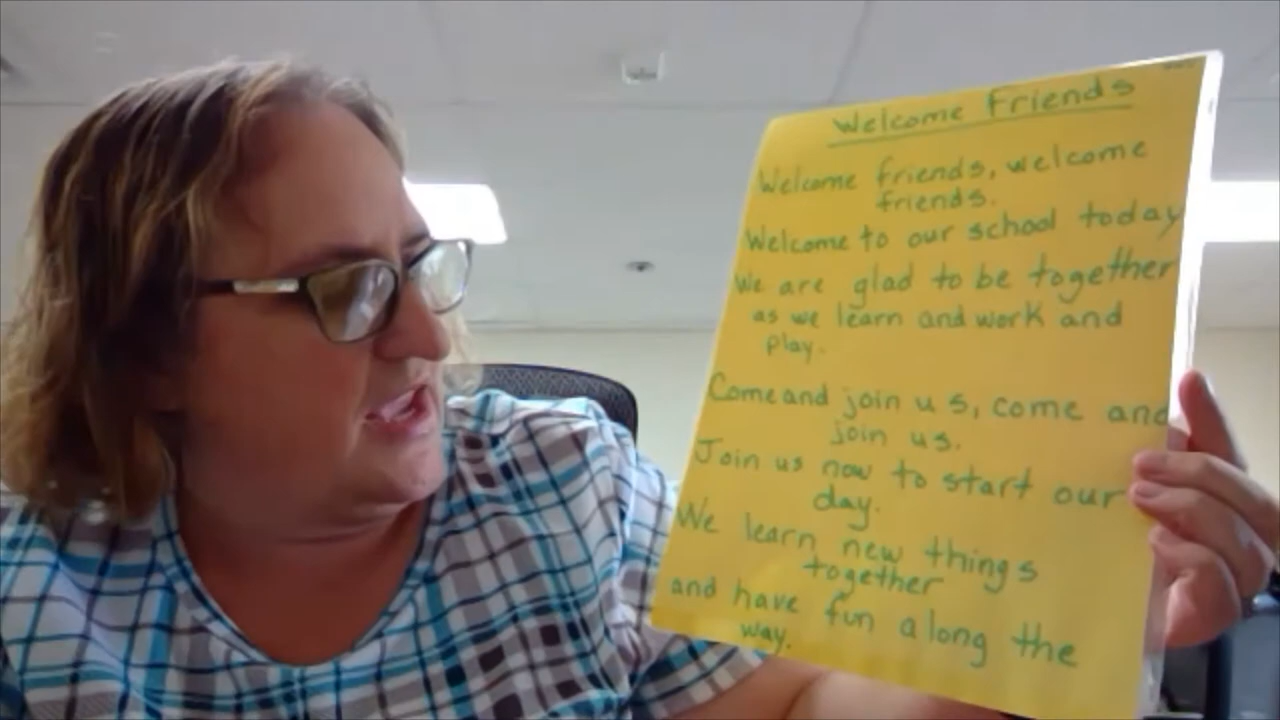 Welcome Friends
Welcome friends, welcome
friends.
Welcome to our school today
We are glad to be together
as we learn and work and
play.
Come and join us, come and
join us.
Join us now to start our
day.
We learn new things
together
and have fun along the
way.